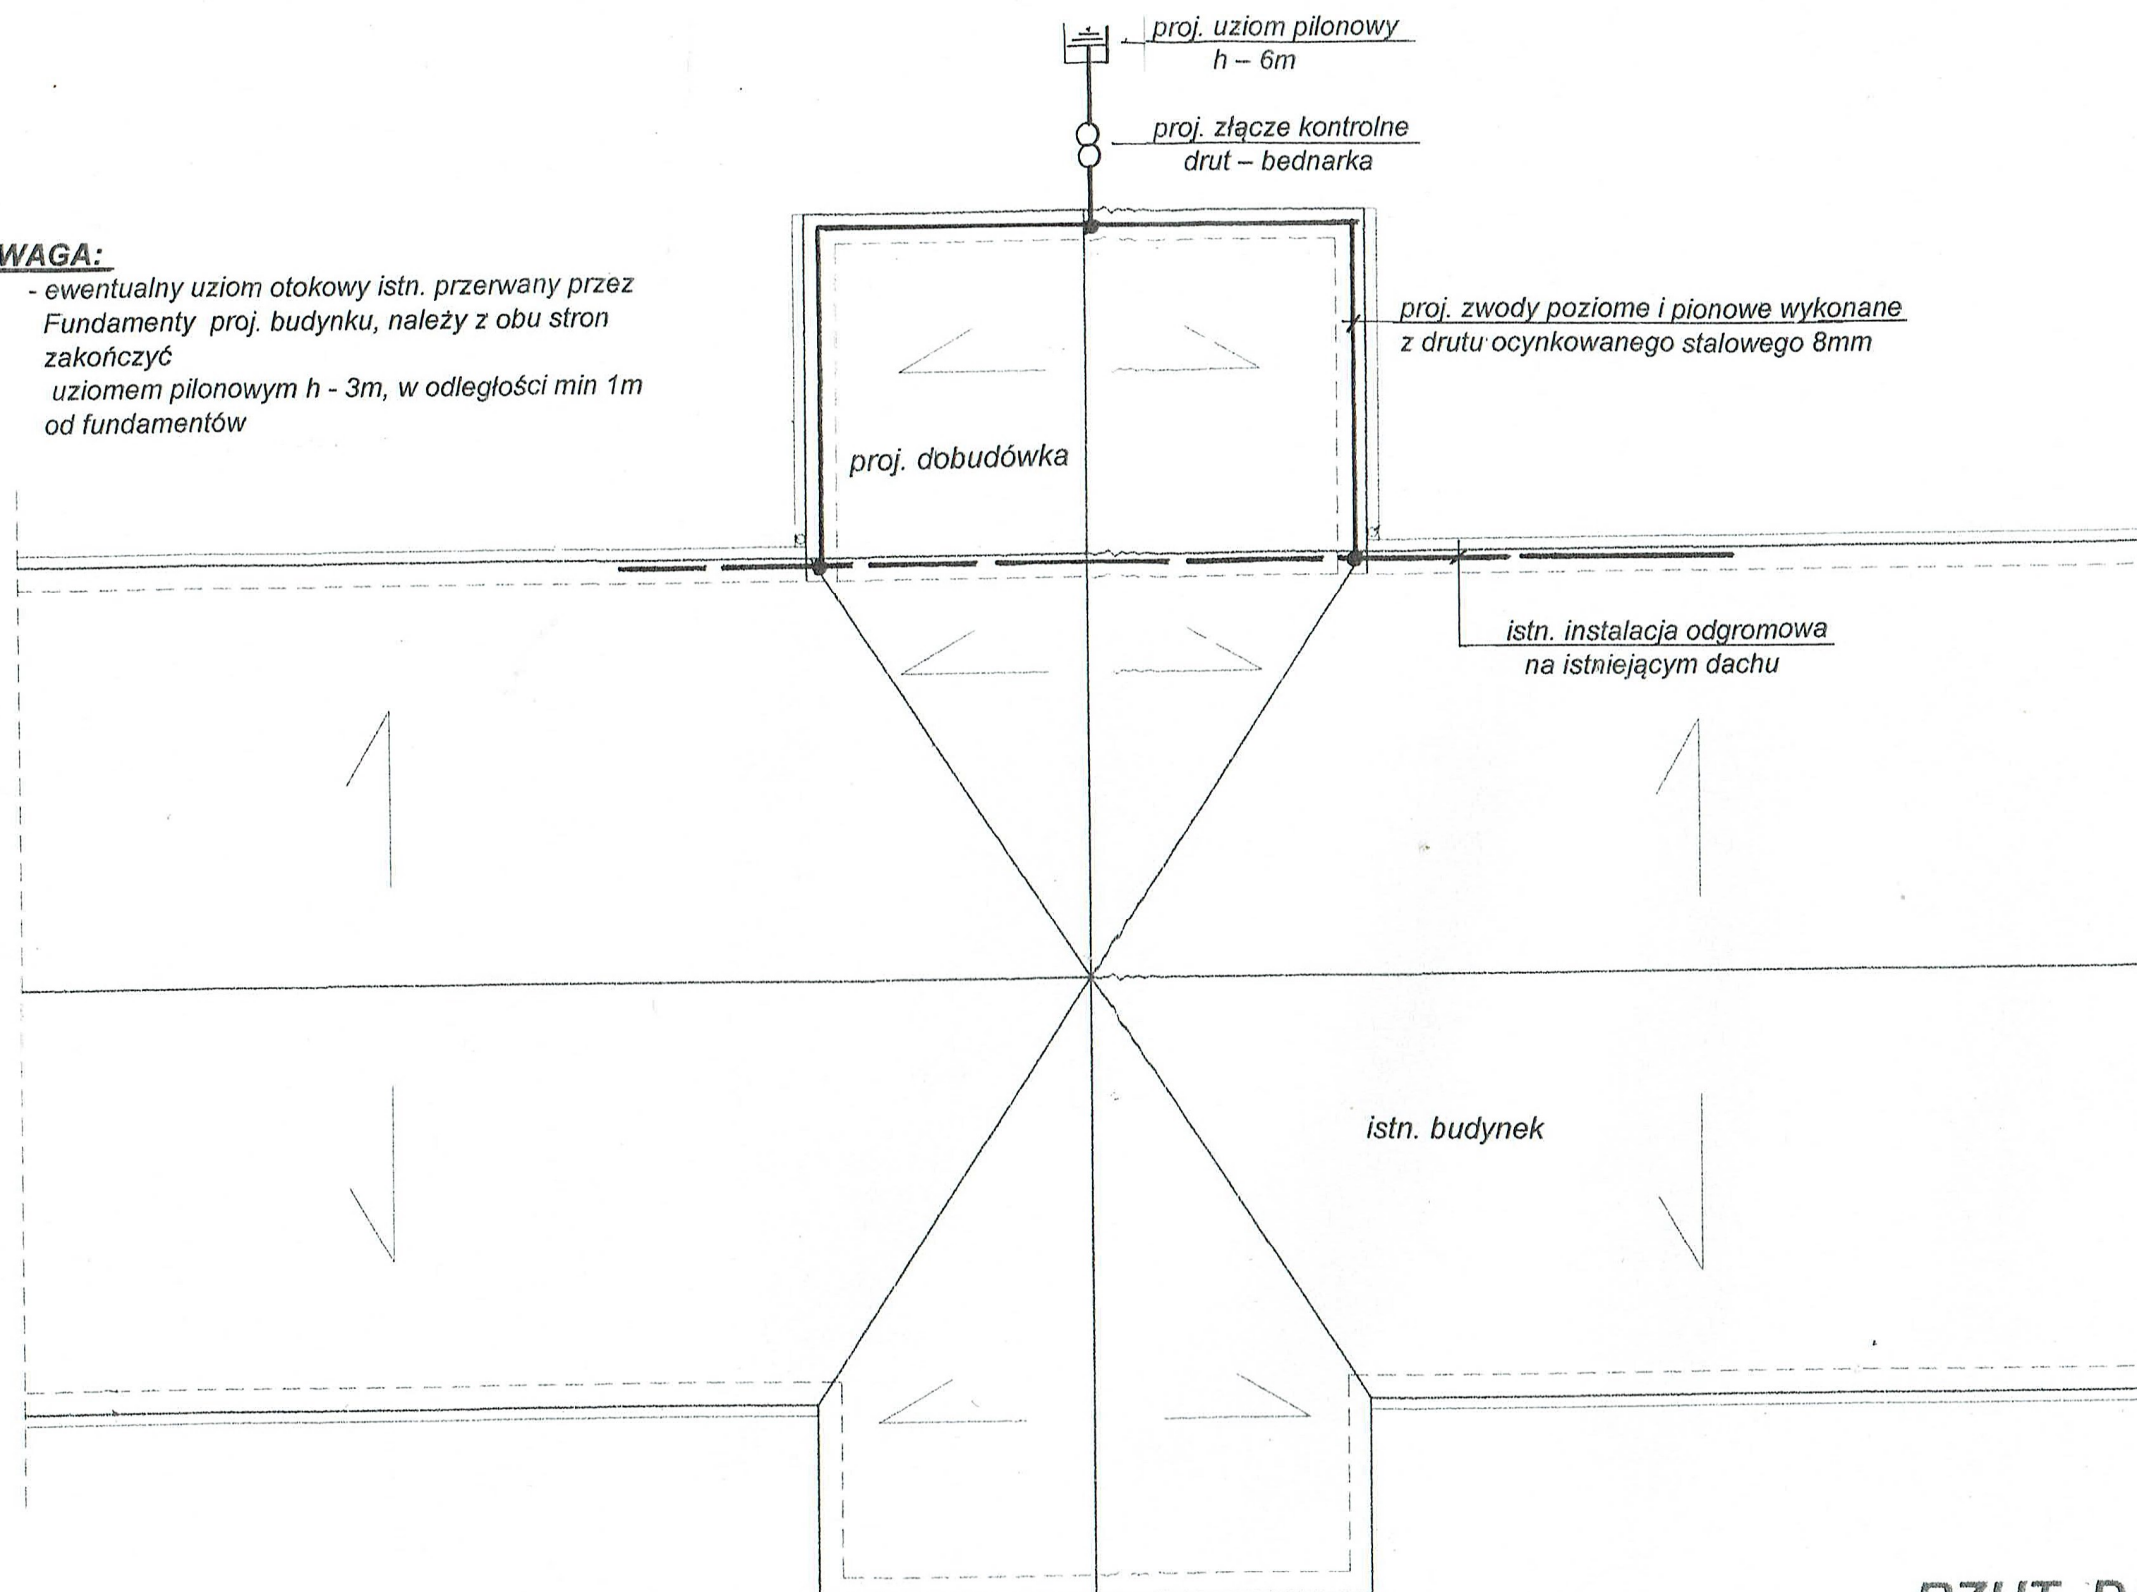 proj. uziom pilonowy
h – 6m
proj. złącze kontrolne
drut – bednarka
WAGA:
- ewentualny uziom otokowy istn. przerwany przez
Fundamenty proj. budynku, należy z obu stron
zakończyć
uziomem pilonowym h - 3m, w odległości min 1m
od fundamentów
proj. zwody poziome i pionowe wykonane
z drutu ocynkowanego stalowego 8mm
proj. dobudówka
istn. instalacja odgromowa
na istniejącym dachu
istn. budynek